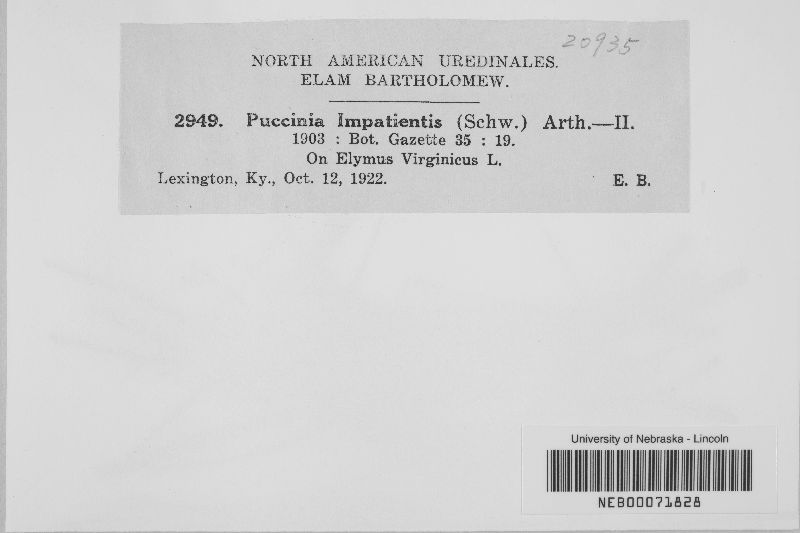 20935
NORTH AMERICAN UREDINALES.
ELAM BARTHOLOMEW.
2949. Puccinia Impatientis (Schw.) Arth.—II.
1903 : Bot. Gazette 35 : 19.
On Elymus Virginicus L.
Lexington, Ky., Oct. 12, 1922. E. B.
University of Nebraska - Lincoln
NEB00071828